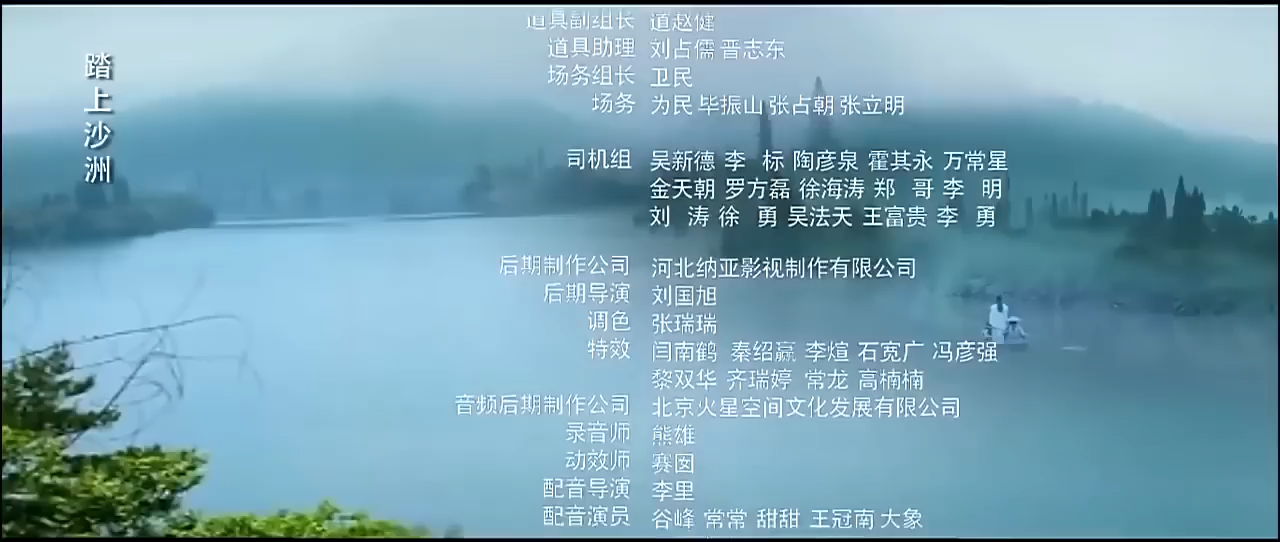 踏上沙洲
道具副组长 道赵健
道具助理 刘占儒 晋志东
场务组长 卫民
场务 为民 毕振山 张占朝 张立明
司机组 吴新德 李 标 陶彦泉 霍其永 万常星
金天朝 罗方磊 徐海涛 郑 哥 李 明
刘 涛 徐 勇 吴法天 王富贵 李 勇
后期制作公司 河北纳亚影视制作有限公司
后期导演 刘国旭
调色 张瑞瑞
特效 闫南鹤 秦绍赢 李煊 石宽广 冯彦强
黎双华 齐瑞婷 常龙 高楠楠
音频后期制作公司 北京火星空间文化发展有限公司
录音师 熊雄
动效师 赛囡
配音导演 李里
配音演员 谷峰 常常 甜甜 王冠南 大象